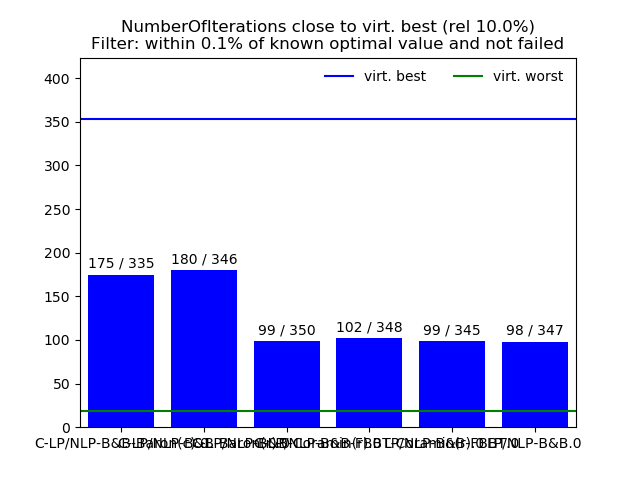 NumberOfIterations close to virt. best (rel 10.0%)
Filter: within 0.1% of known optimal value and not failed
virt. best
virt. worst
400
350
300
250
200
150
100
50
0
175 / 335
180 / 346
99 / 350
102 / 348
99 / 345
98 / 347